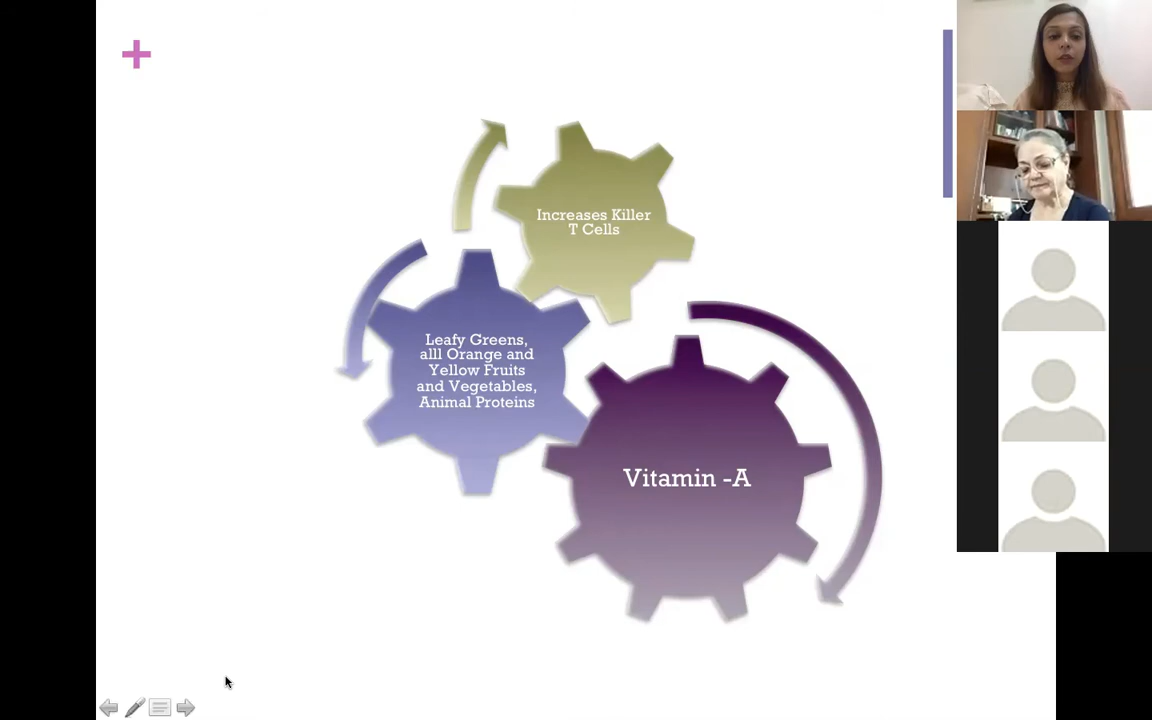 Increases Killer
T Cells
Leafy Greens,
alll Orange and
Yellow Fruits
and Vegetables,
Animal Proteins
Vitamin -A